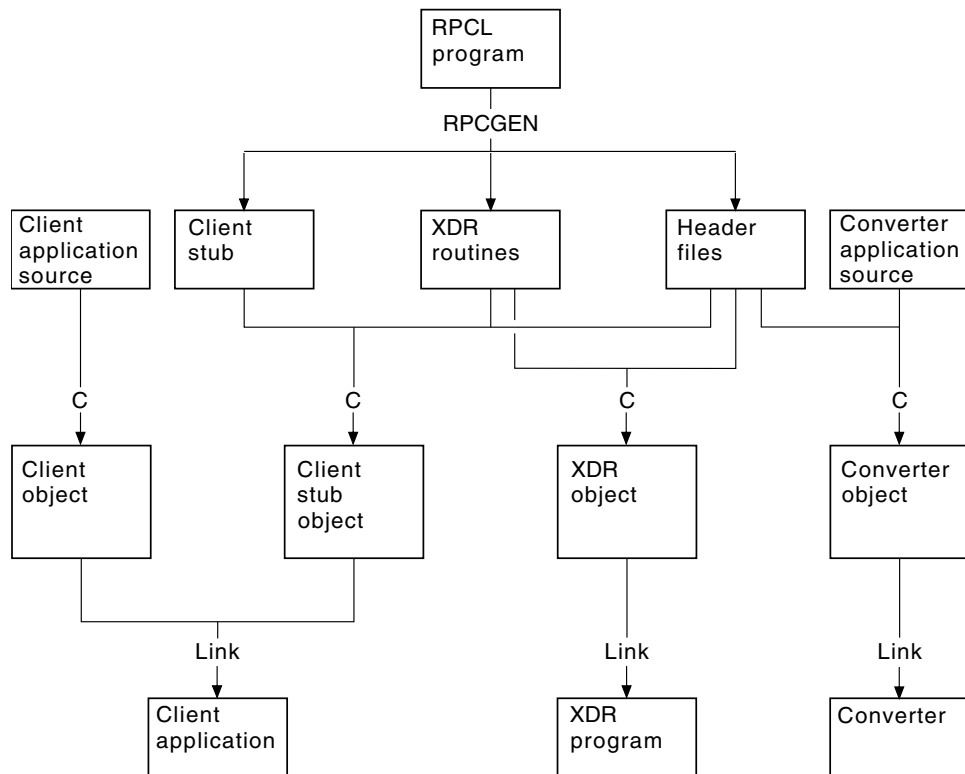 RPCL
program
RPCGEN
Client
application
source
Client
stub
XDR
routines
Header
files
Converter
application
source
C
C
C
C
Client
object
Client
stub
object
XDR
object
Converter
object
Link
Link
Link
Client
application
XDR
program
Converter